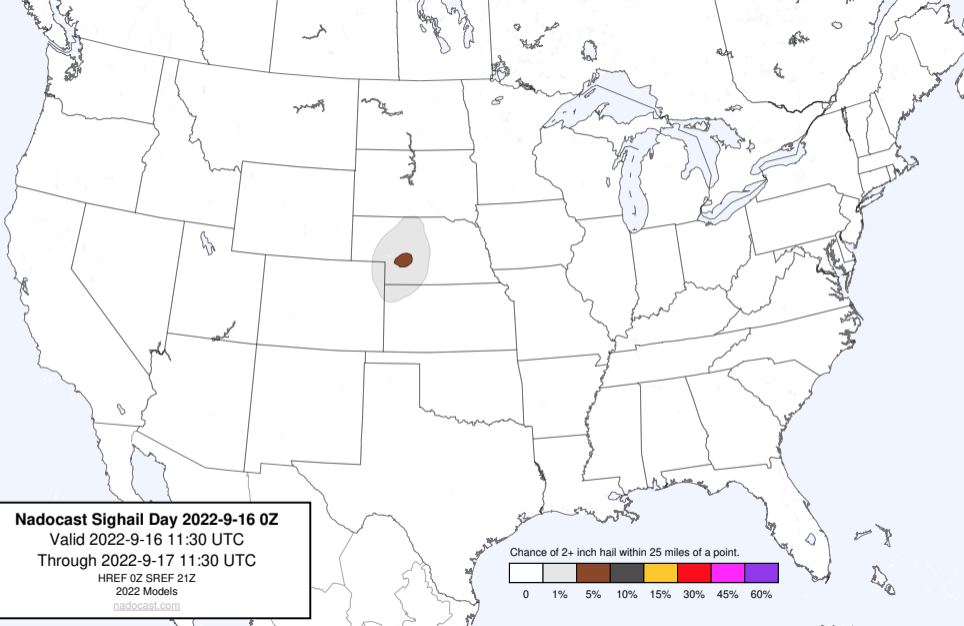 Nadocast Sighail Day 2022-9-16 0Z
Valid 2022-9-16 11:30 UTC
Through 2022-9-17 11:30 UTC
HREF 0Z SREF 21Z
2022 Models
nadocast.com
Chance of 2+ inch hail within 25 miles of a point.
0 1% 5% 10% 15% 30% 45% 60%